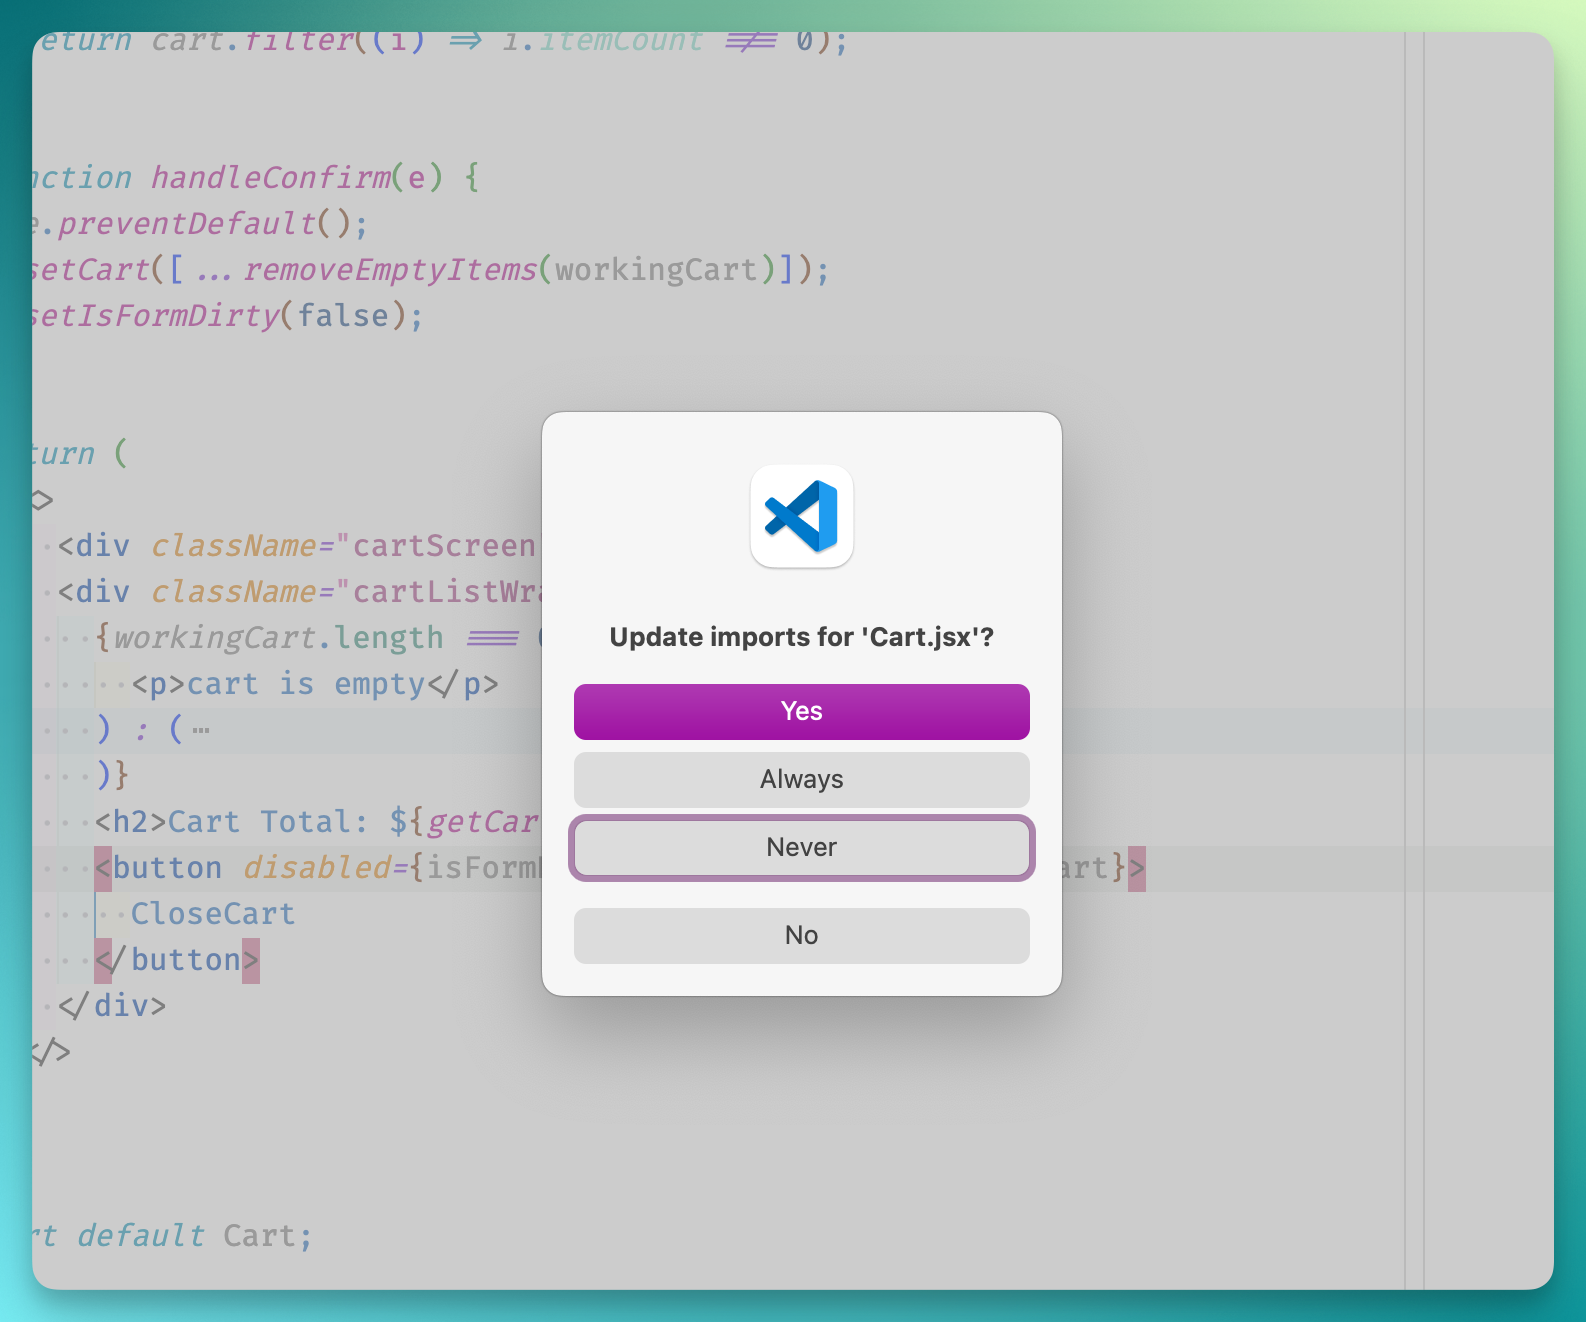 eturn cart.filter((i) => i.itemCount !== 0);
nction handleConfirm(e) {
e.preventDefault();
setCart([...removeEmptyItems(workingCart)]);
setIsFormDirty(false);
turn (
<>
<div className="cartScreen"
<div className="cartListWra
{workingCart.length === 0
<p>cart is empty</p>
) : (⋯
)}
<h2>Cart Total: ${getCar
<button disabled={isForm art}>
CloseCart
</button>
</div>
</>
rt default Cart;
Update imports for 'Cart.jsx'?
Yes
Always
Never
No